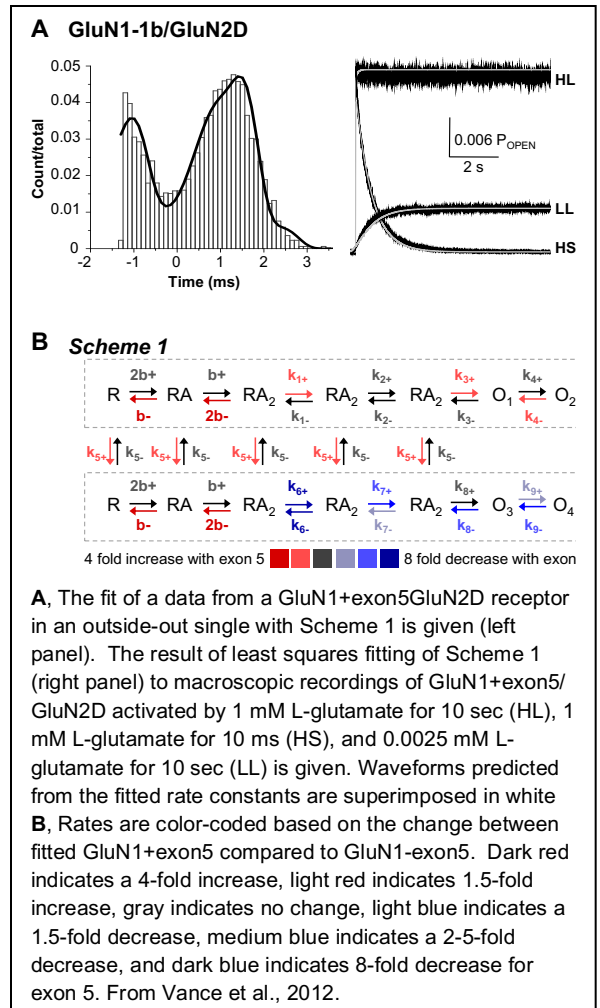 A GluN1-1b/GluN2D
0.05
0.04
0.03
0.02
0.01
0
Count/total
-2 -1 0 1 2 3
Time (ms)
HL
0.006 POPEN
2 s
LL
HS
B Scheme 1
2b+ b+ k1+ k2+ k3+ k4+
R RA RA2 RA2 RA2 O1 O2
b- 2b- k1- k2- k3- k4-
k5+ k5- k5+ k5- k5+ k5- k5+ k5- k5+ k5-
2b+ b+ k6+ k7+ k8+ k9+
R RA RA2 RA2 RA2 O3 O4
b- 2b- k6- k7- k8- k9-
4 fold increase with exon 5 8 fold decrease with exon
A, The fit of a data from a GluN1+exon5GluN2D receptor
in an outside-out single with Scheme 1 is given (left
panel). The result of least squares fitting of Scheme 1
(right panel) to macroscopic recordings of GluN1+exon5/
GluN2D activated by 1 mM L-glutamate for 10 sec (HL), 1
mM L-glutamate for 10 ms (HS), and 0.0025 mM L-
glutamate for 10 sec (LL) is given. Waveforms predicted
from the fitted rate constants are superimposed in white
B, Rates are color-coded based on the change between
fitted GluN1+exon5 compared to GluN1-exon5. Dark red
indicates a 4-fold increase, light red indicates 1.5-fold
increase, gray indicates no change, light blue indicates a
1.5-fold decrease, medium blue indicates a 2-5-fold
decrease, and dark blue indicates 8-fold decrease for
exon 5. From Vance et al., 2012.